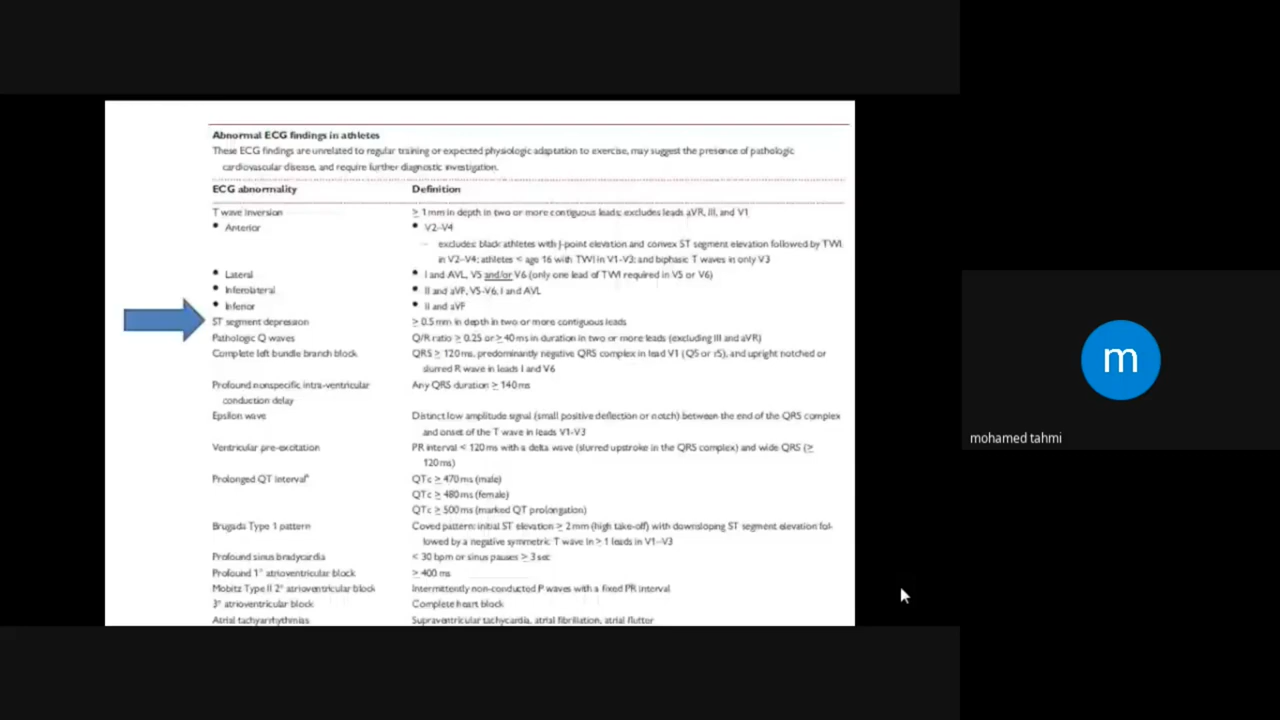 Abnormal ECG findings in athletes
These ECG findings are unrelated to regular training or expected physiologic adaptation to exercise, may suggest the presence of pathologic
cardiovascular disease, and require further diagnostic investigation.
ECG abnormality Definition
T wave inversion ≥ 1 mm in depth in two or more contiguous leads; excludes leads aVR, III, and V1
• Anterior • V2–V4
– excludes: black athletes with J-point elevation and convex ST segment elevation followed by TWI
in V2–V4; athletes < age 16 with TWI in V1-V3; and biphasic T waves in only V3
• Lateral • I and AVL, V5 and/or V6 (only one lead of TWI required in V5 or V6)
• Inferolateral • II and aVF, V5-V6, I and AVL
• Inferior • II and aVF
ST segment depression ≥ 0.5 mm in depth in two or more contiguous leads
Pathologic Q waves Q/R ratio ≥ 0.25 or ≥ 40 ms in duration in two or more leads (excluding III and aVR)
Complete left bundle branch block QRS ≥ 120 ms, predominantly negative QRS complex in lead V1 (QS or rS), and upright notched or
slurred R wave in leads I and V6
Profound nonspecific intra-ventricular Any QRS duration ≥ 140 ms
conduction delay
Epsilon wave Distinct low amplitude signal (small positive deflection or notch) between the end of the QRS complex
and onset of the T wave in leads V1-V3
Ventricular pre-excitation PR interval < 120 ms with a delta wave (slurred upstroke in the QRS complex) and wide QRS (≥
120 ms)
Prolonged QT interval QTc ≥ 470 ms (male)
QTc ≥ 480 ms (female)
QTc ≥ 500 ms (marked QT prolongation)
Brugada Type 1 pattern Coved pattern: initial ST elevation ≥ 2 mm (high take-off) with downsloping ST segment elevation fol-
lowed by a negative symmetric T wave in ≥ 1 leads in V1–V3
Profound sinus bradycardia < 30 bpm or sinus pauses ≥ 3 sec
Profound 1° atrioventricular block ≥ 400 ms
Mobitz Type II 2° atrioventricular block Intermittently non-conducted P waves with a fixed PR interval
3° atrioventricular block Complete heart block
Atrial tachyarrhythmias Supraventricular tachycardia, atrial fibrillation, atrial flutter
m
mohamed tahmi